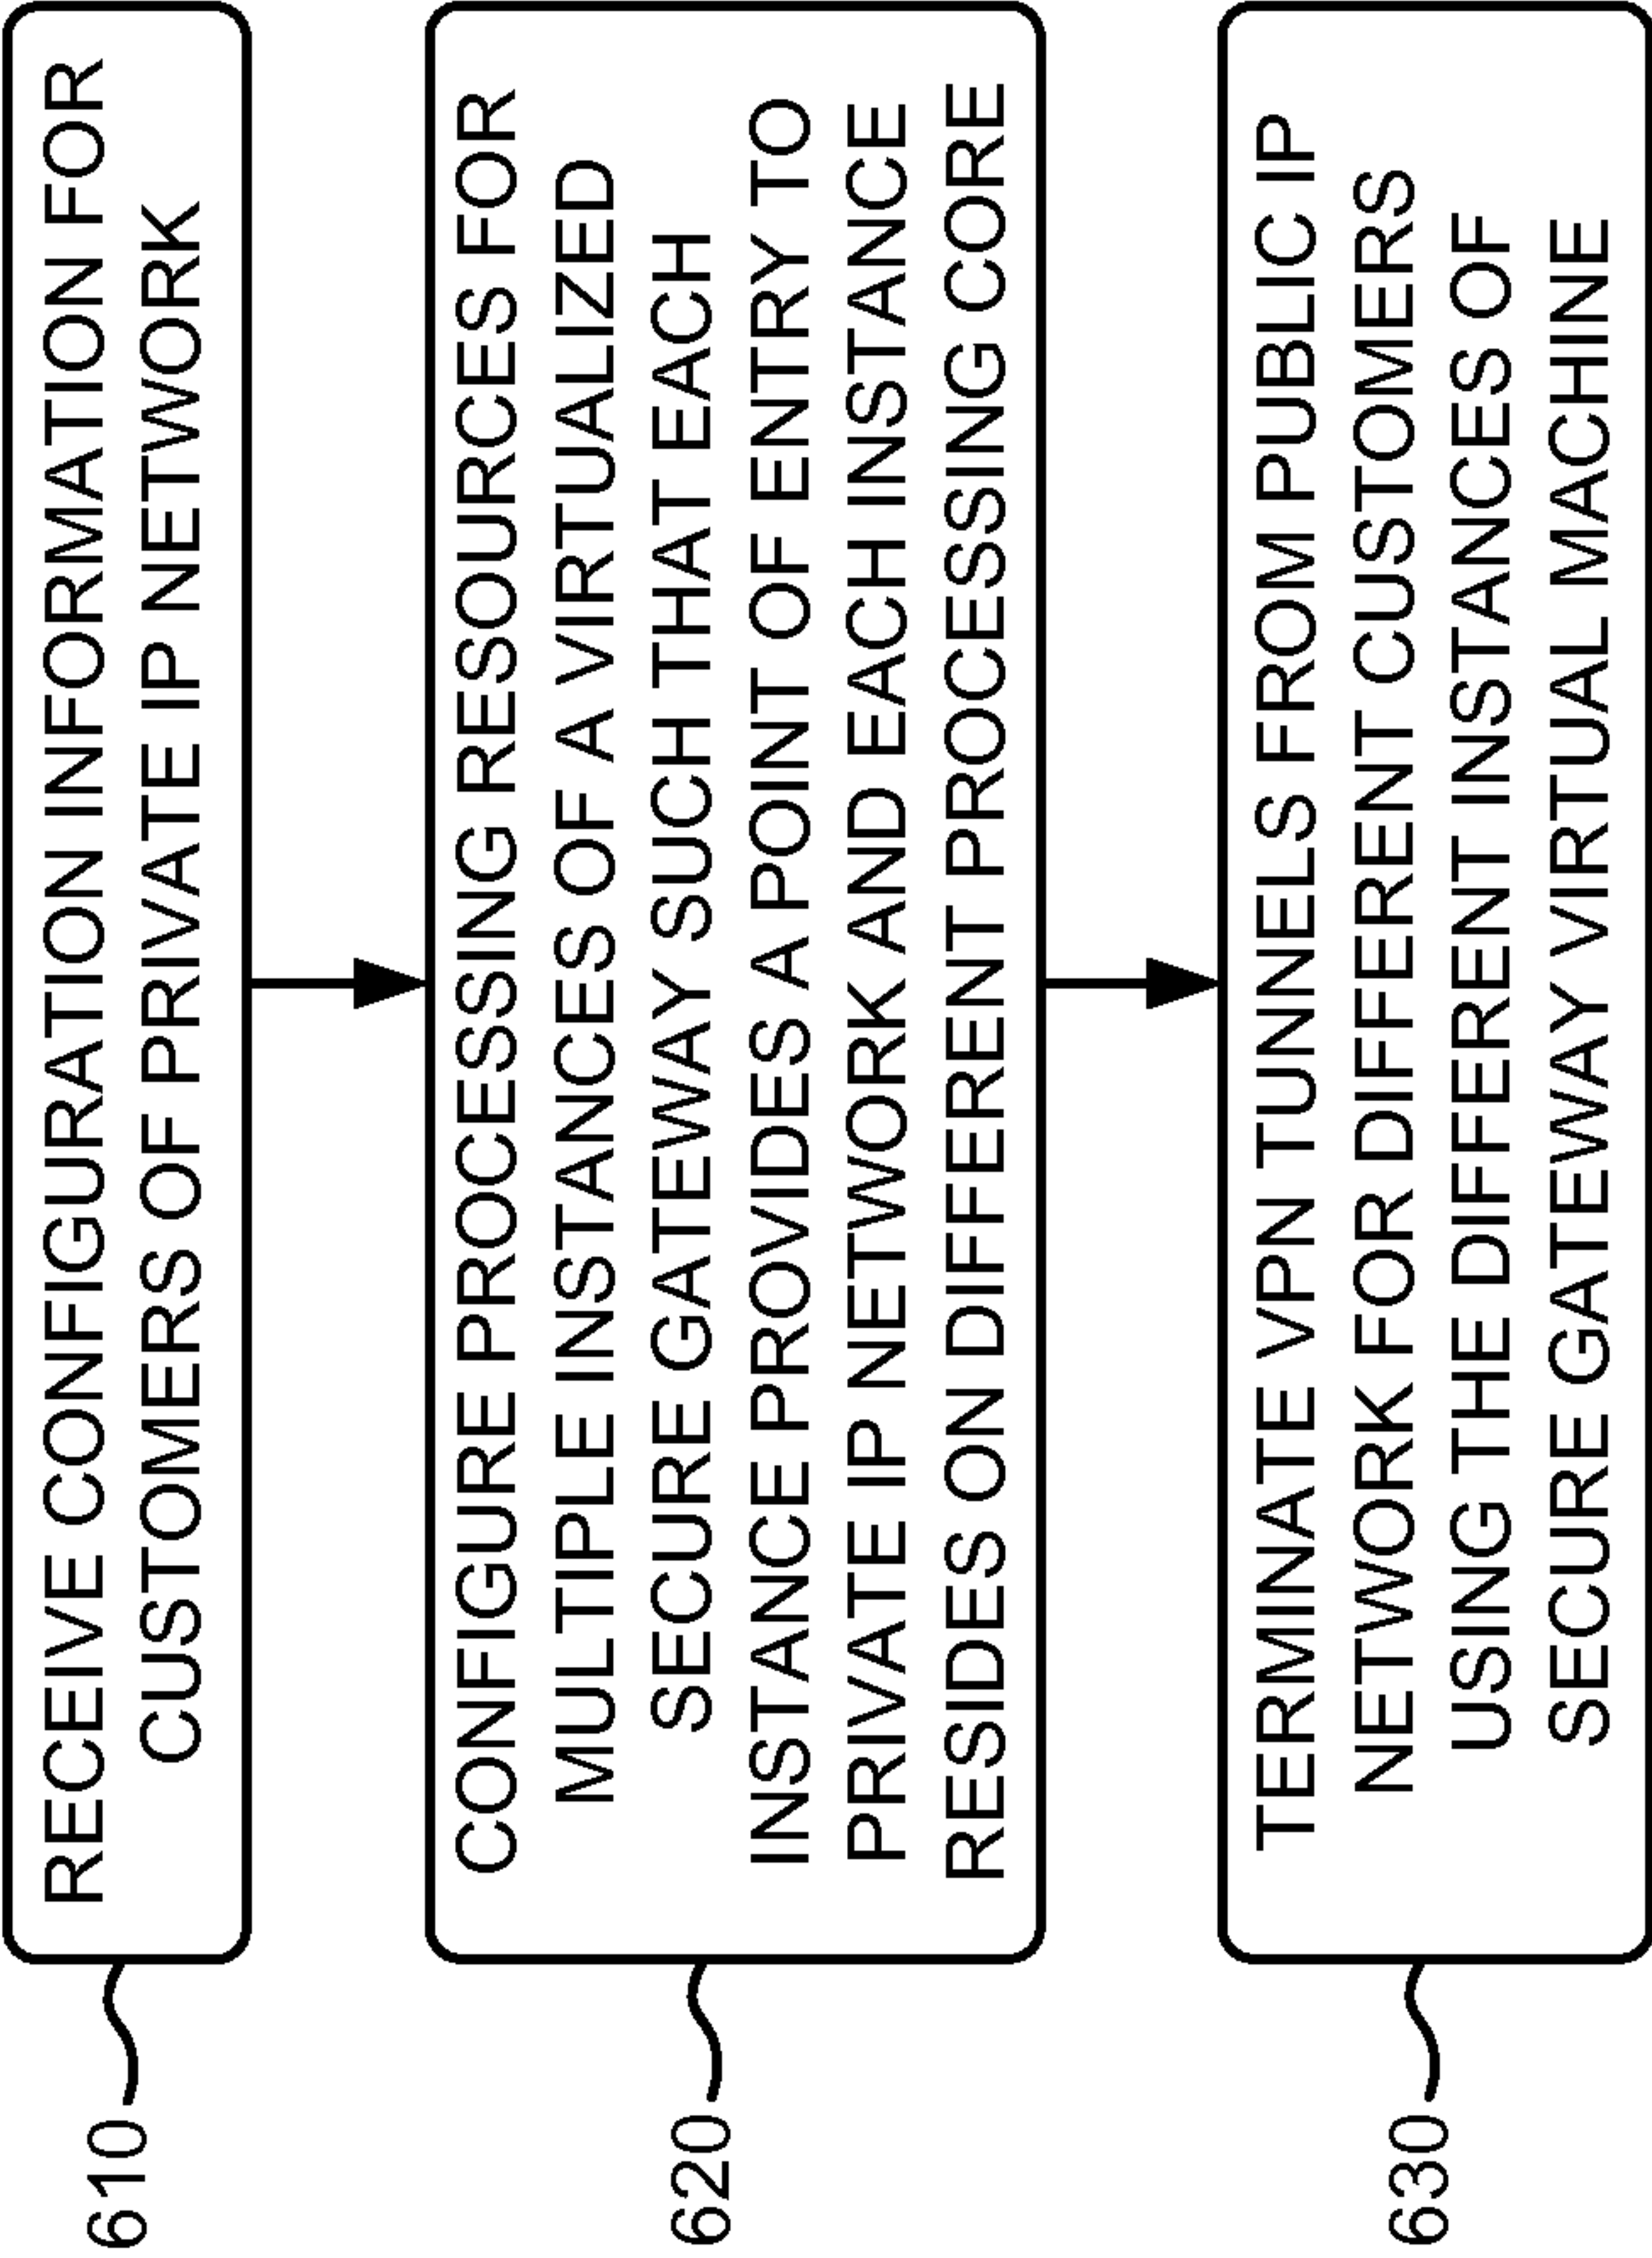 610
RECEIVE CONFIGURATION INFORMATION FOR
CUSTOMERS OF PRIVATE IP NETWORK
620
CONFIGURE PROCESSING RESOURCES FOR
MULTIPLE INSTANCES OF A VIRTUALIZED
SECURE GATEWAY SUCH THAT EACH
INSTANCE PROVIDES A POINT OF ENTRY TO
PRIVATE IP NETWORK AND EACH INSTANCE
RESIDES ON DIFFERENT PROCESSING CORE
630
TERMINATE VPN TUNNELS FROM PUBLIC IP
NETWORK FOR DIFFERENT CUSTOMERS
USING THE DIFFERENT INSTANCES OF
SECURE GATEWAY VIRTUAL MACHINE